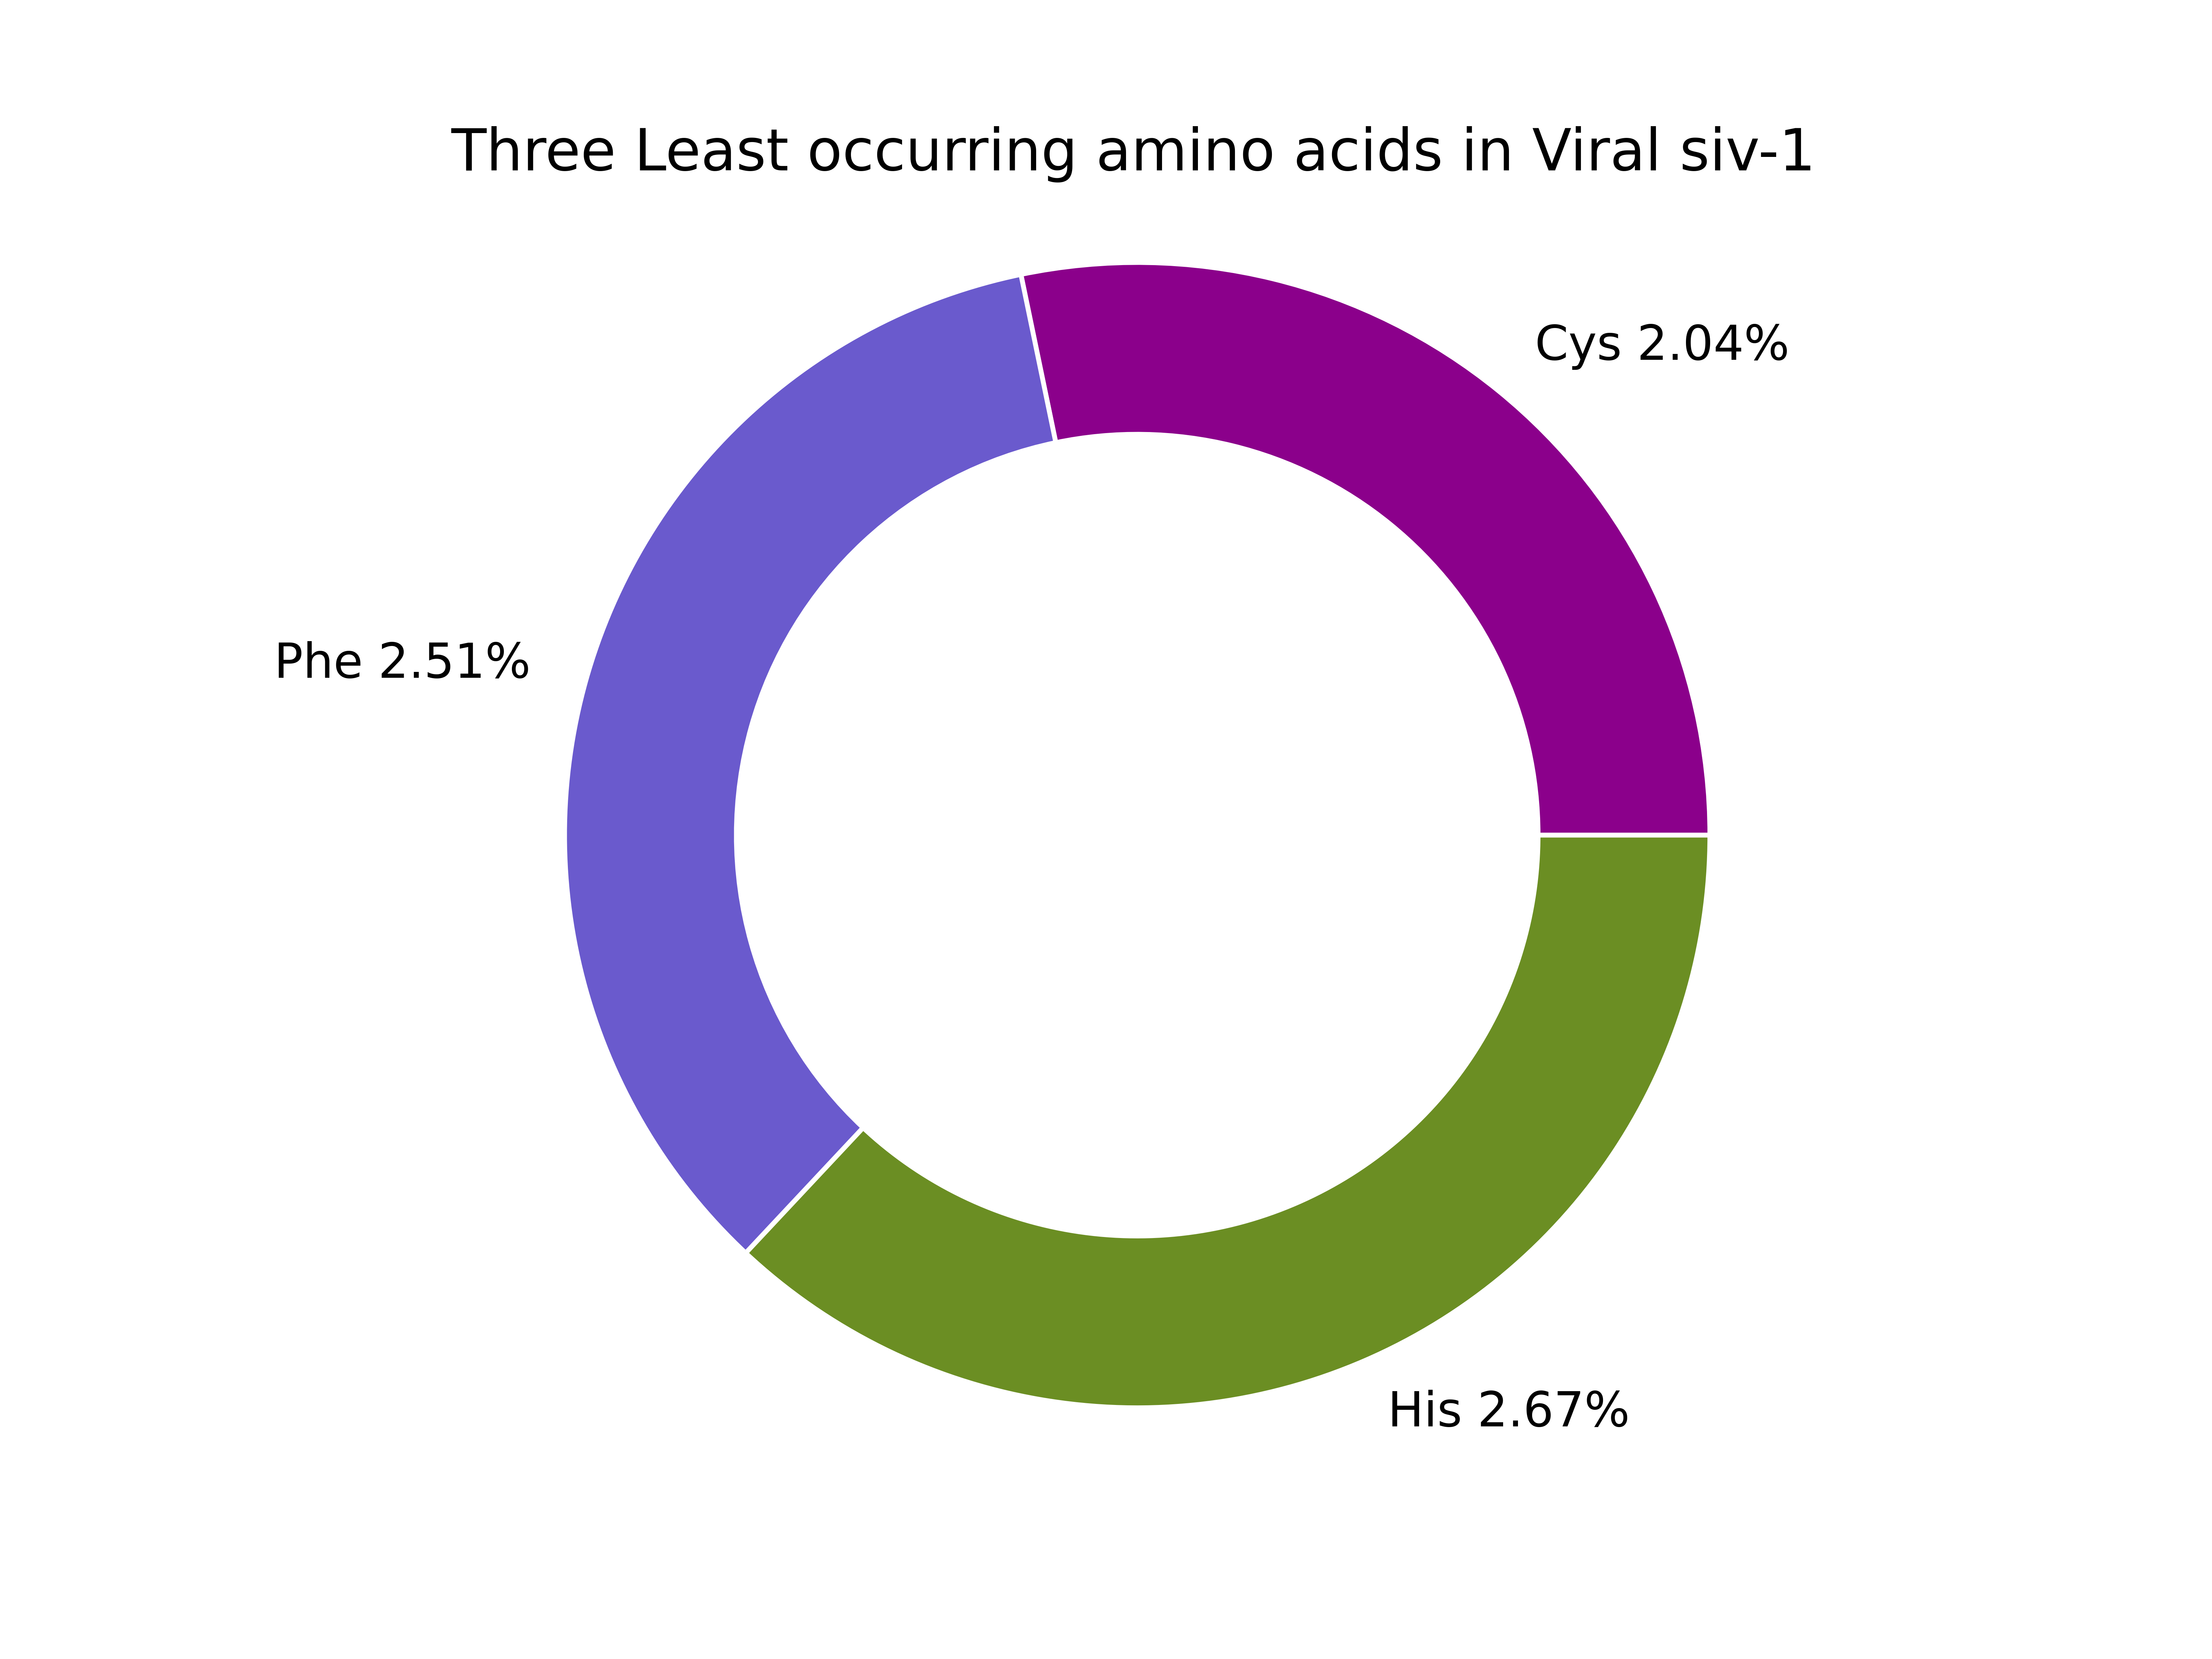 Three Least occurring amino acids in Viral siv-1
Cys 2.04%
Phe 2.51%
His 2.67%